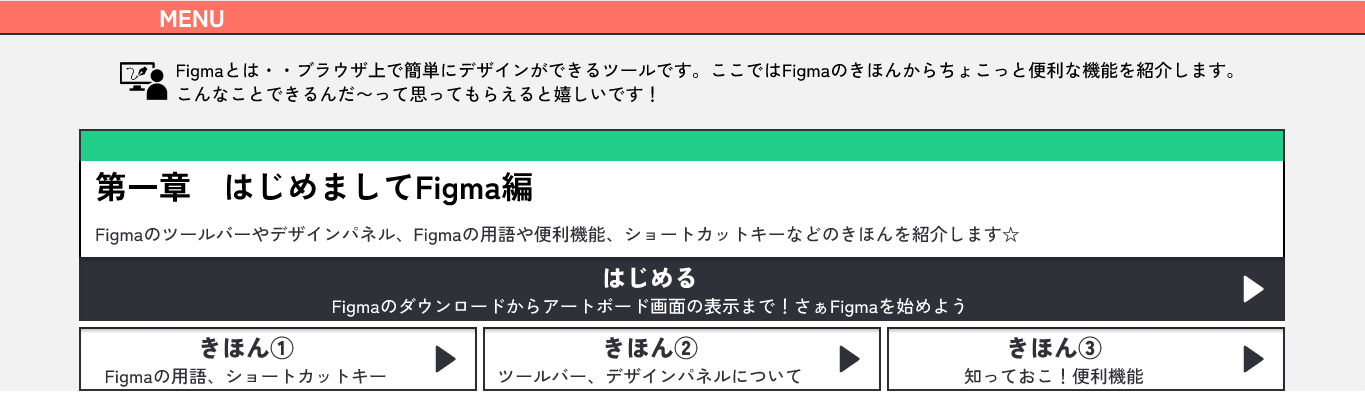 MENU
Figmaとは・・ブラウザ上で簡単にデザインができるツールです。ここではFigmaのきほんからちょこっと便利な機能を紹介します。
こんなことできるんだ〜って思ってもらえると嬉しいです！
第一章　はじめましてFigma編
Figmaのツールバーやデザインパネル、Figmaの用語や便利機能、ショートカットキーなどのきほんを紹介します☆
はじめる
Figmaのダウンロードからアートボード画面の表示まで！さぁFigmaを始めよう
きほん①
Figmaの用語、ショートカットキー
きほん②
ツールバー、デザインパネルについて
きほん③
知っておこ！便利機能